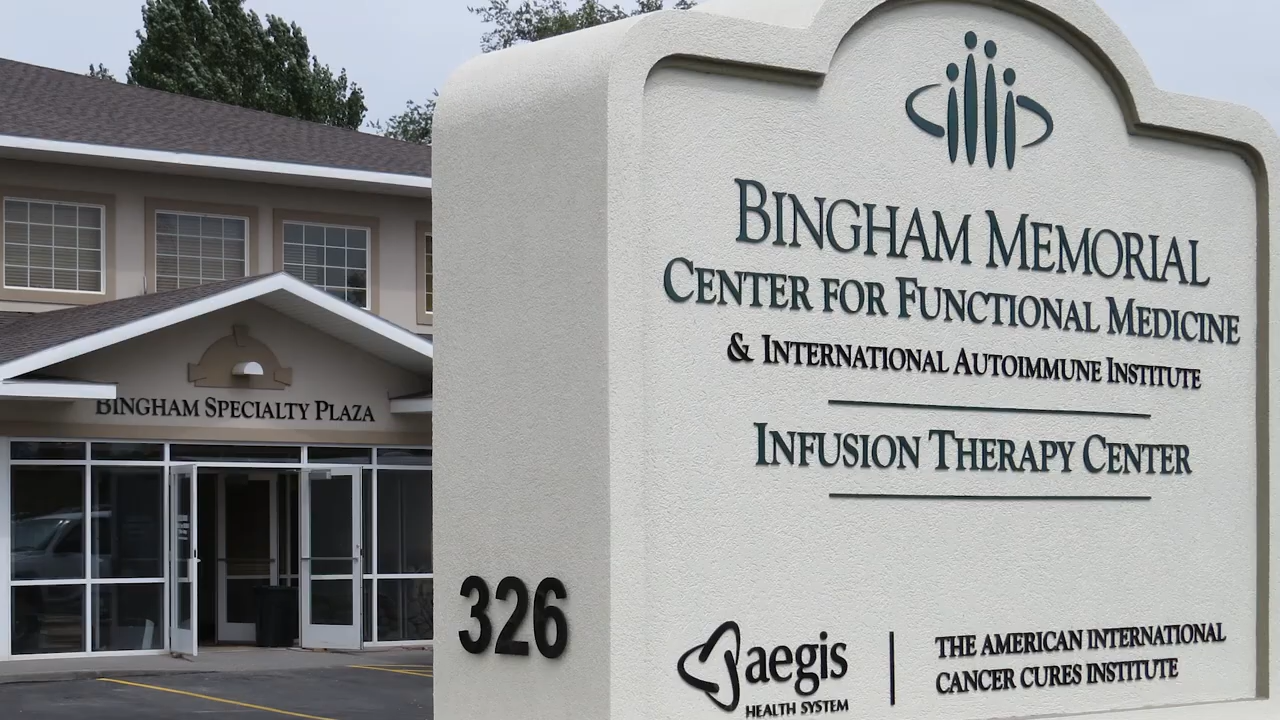 BINGHAM SPECIALTY PLAZA
BINGHAM MEMORIAL
CENTER FOR FUNCTIONAL MEDICINE
& INTERNATIONAL AUTOIMMUNE INSTITUTE
INFUSION THERAPY CENTER
326
aegis
HEALTH SYSTEM
THE AMERICAN INTERNATIONAL
CANCER CURES INSTITUTE